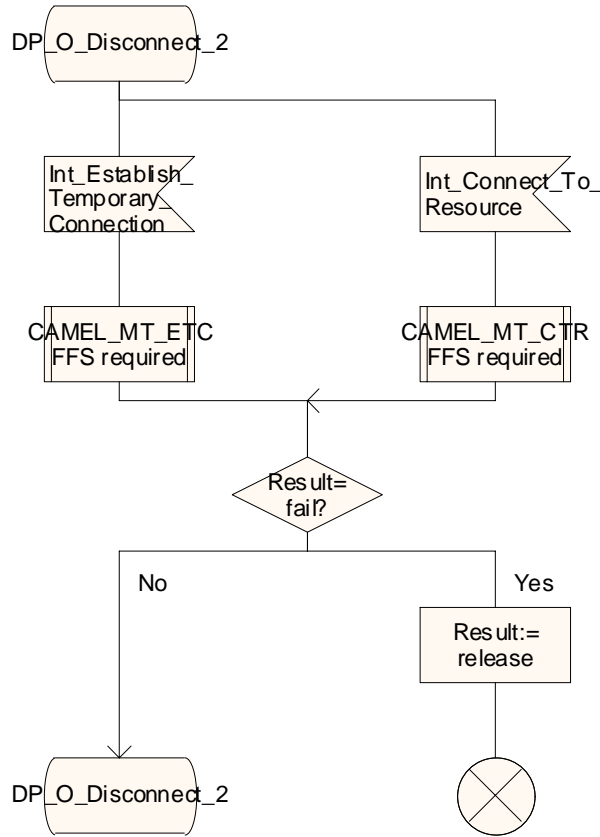 DP_O_Disconnect_2
Int_Establish_
Temporary_
Connection
Int_Connect_To_
Resource
CAMEL_MT_ETC
FFS required
CAMEL_MT_CTR
FFS required
Result=
fail?
No
Yes
Result:=
release
DP_O_Disconnect_2